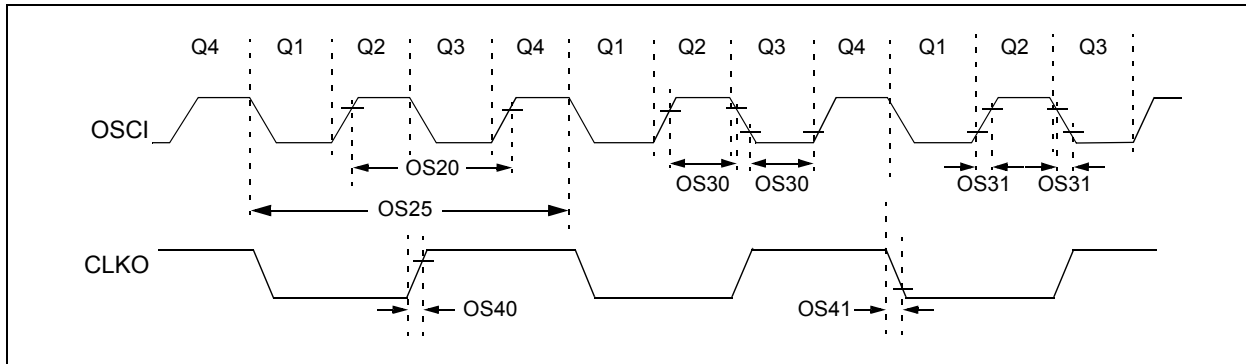 Q4 Q1 Q2 Q3 Q4 Q1 Q2 Q3 Q4 Q1 Q2 Q3
OSCI
OS20
OS30 OS30
OS31 OS31
OS25
CLKO
OS40
OS41